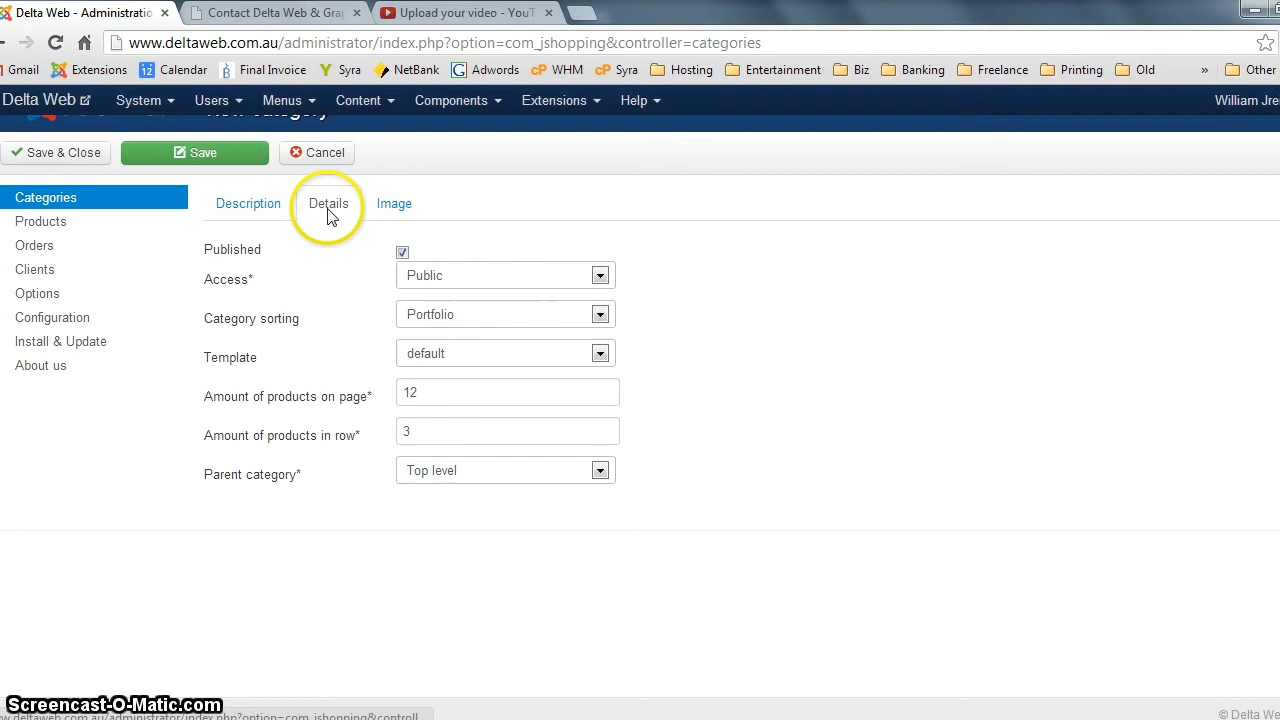 Delta Web - Administratio
Contact Delta Web & Grap
Upload your video - YouT
www.deltaweb.com.au/administrator/index.php?option=com_jshopping&controller=categories
Gmail Extensions Calendar Final Invoice Syra NetBank Adwords WHM Syra Hosting Entertainment Biz Banking Freelance Printing Old » Other
Delta Web System Users Menus Content Components Extensions Help William Jre
New Category
Save & Close Save Cancel
Categories
Products
Orders
Clients
Options
Configuration
Install & Update
About us
Description Details Image
Published
Access* Public
Category sorting Portfolio
Template default
Amount of products on page* 12
Amount of products in row* 3
Parent category* Top level
Screencast-O-Matic.com
www.deltaweb.com.au/administrator/index.php?option=com_jshopping&controll
© Delta We